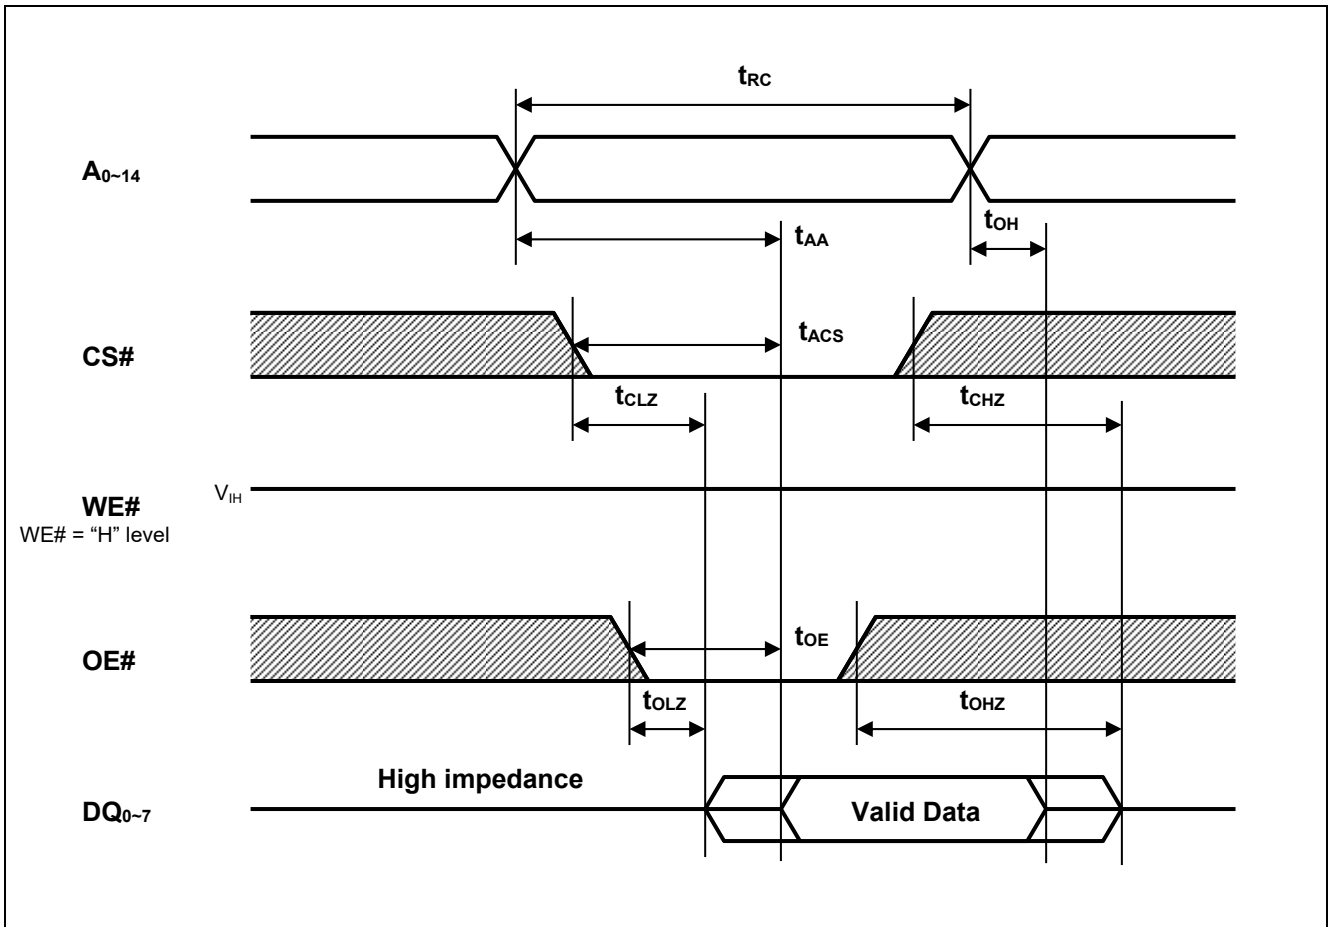 tRC
A0~14
tOH
tAA
tACS
CS#
tCLZ
tCHZ
VIH
WE#
WE# = “H” level
tOE
OE#
tOLZ
tOHZ
High impedance
DQ0~7
Valid Data